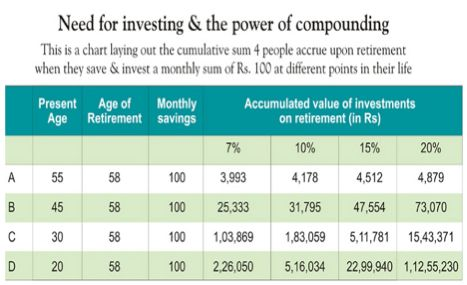 Need for investing & the power of compounding
This is a chart laying out the cumulative sum 4 people accrue upon retirement
when they save & invest a monthly sum of Rs. 100 at different points in their life
Present Age Age of Retirement Monthly savings Accumulated value of investments on retirement (in Rs)
7% 10% 15% 20%
A 55 58 100 3,993 4,178 4,512 4,879
B 45 58 100 25,333 31,795 47,554 73,070
C 30 58 100 1,03,869 1,83,059 5,11,781 15,43,371
D 20 58 100 2,26,050 5,16,034 22,99,940 1,12,55,230